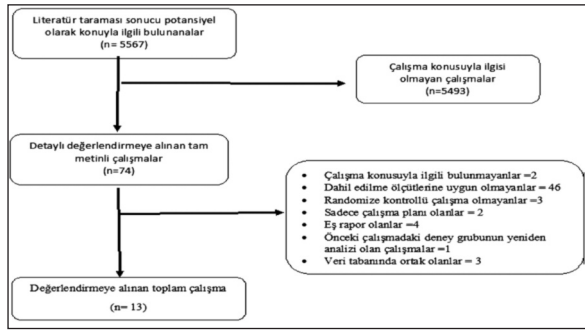 Literatür taraması sonucu potansiyel
olarak konuyla ilgili bulunanalar
(n= 5567)
Çalışma konusuyla ilgisi
olmayan çalışmalar
(n=5493)
Detaylı değerlendirmeye alınan tam
metinli çalışmalar
(n=74)
• Çalışma konusuyla ilgili bulunmayanlar =2
• Dahil edilme ölçütlerine uygun olmayanlar = 46
• Randomize kontrollü çalışma olmayanlar =3
• Sadece çalışma planı olanlar = 2
• Eş rapor olanlar =4
• Önceki çalışmadaki deney grubunun yeniden
analizi olan çalışmalar =1
• Veri tabanında ortak olanlar = 3
Değerlendirmeye alınan toplam çalışma
(n= 13)